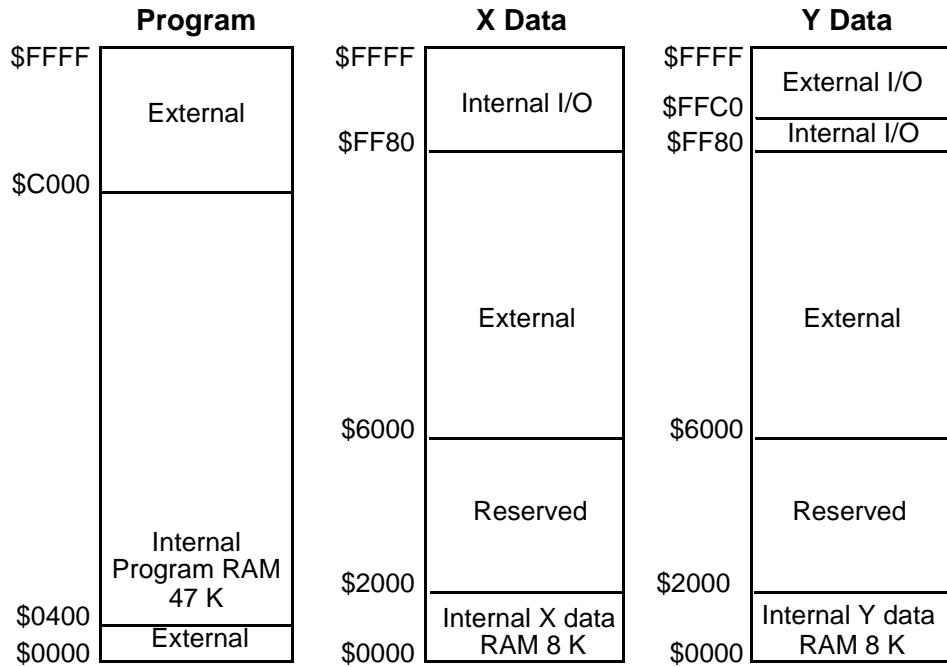 Program
$FFFF
External
$C000
Internal
Program RAM
47 K
$0400
External
$0000
X Data
$FFFF
Internal I/O
$FF80
External
$6000
Reserved
$2000
Internal X data
RAM 8 K
$0000
Y Data
$FFFF
External I/O
$FFC0
Internal I/O
$FF80
External
$6000
Reserved
$2000
Internal Y data
RAM 8 K
$0000